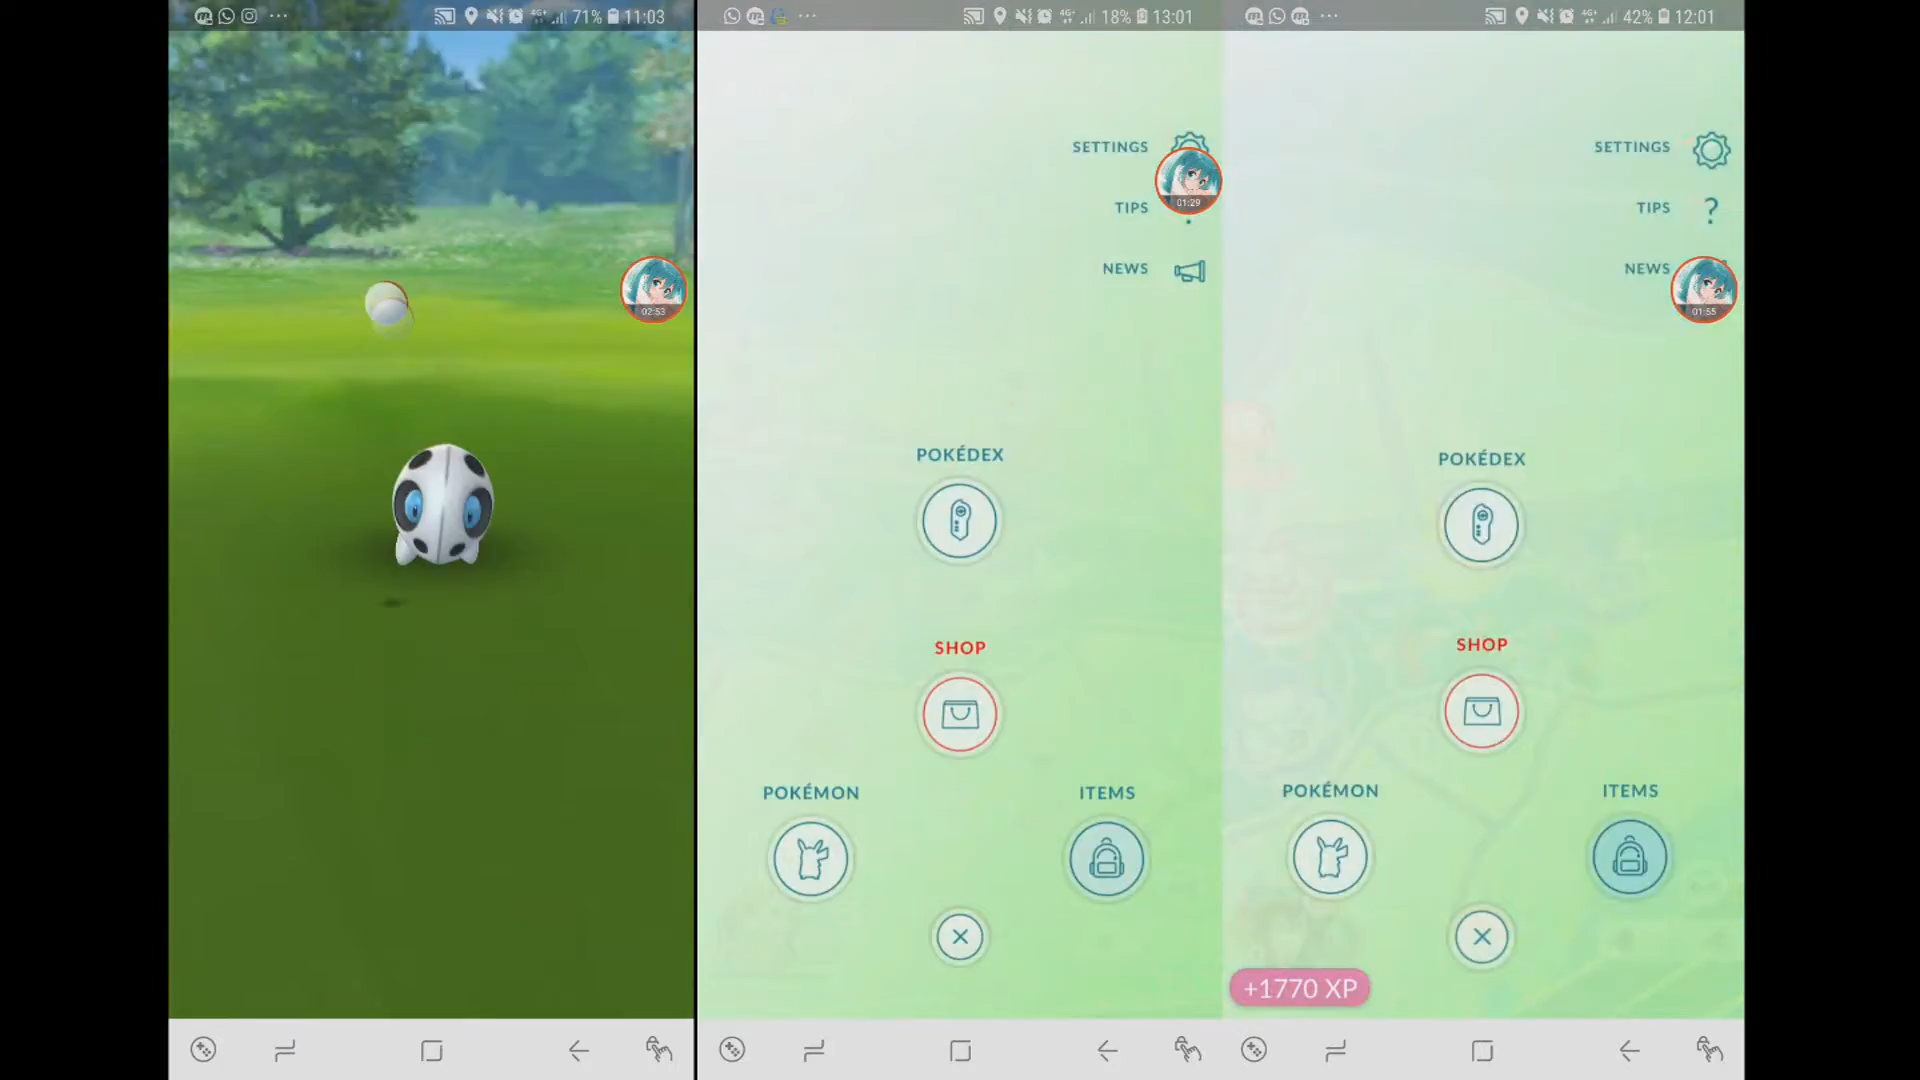 71% 11:03
02:53
18% 13:01
SETTINGS
01:29
TIPS
NEWS
POKÉDEX
SHOP
POKÉMON
ITEMS
42% 12:01
SETTINGS
TIPS
?
NEWS
01:55
POKÉDEX
SHOP
POKÉMON
ITEMS
+1770 XP